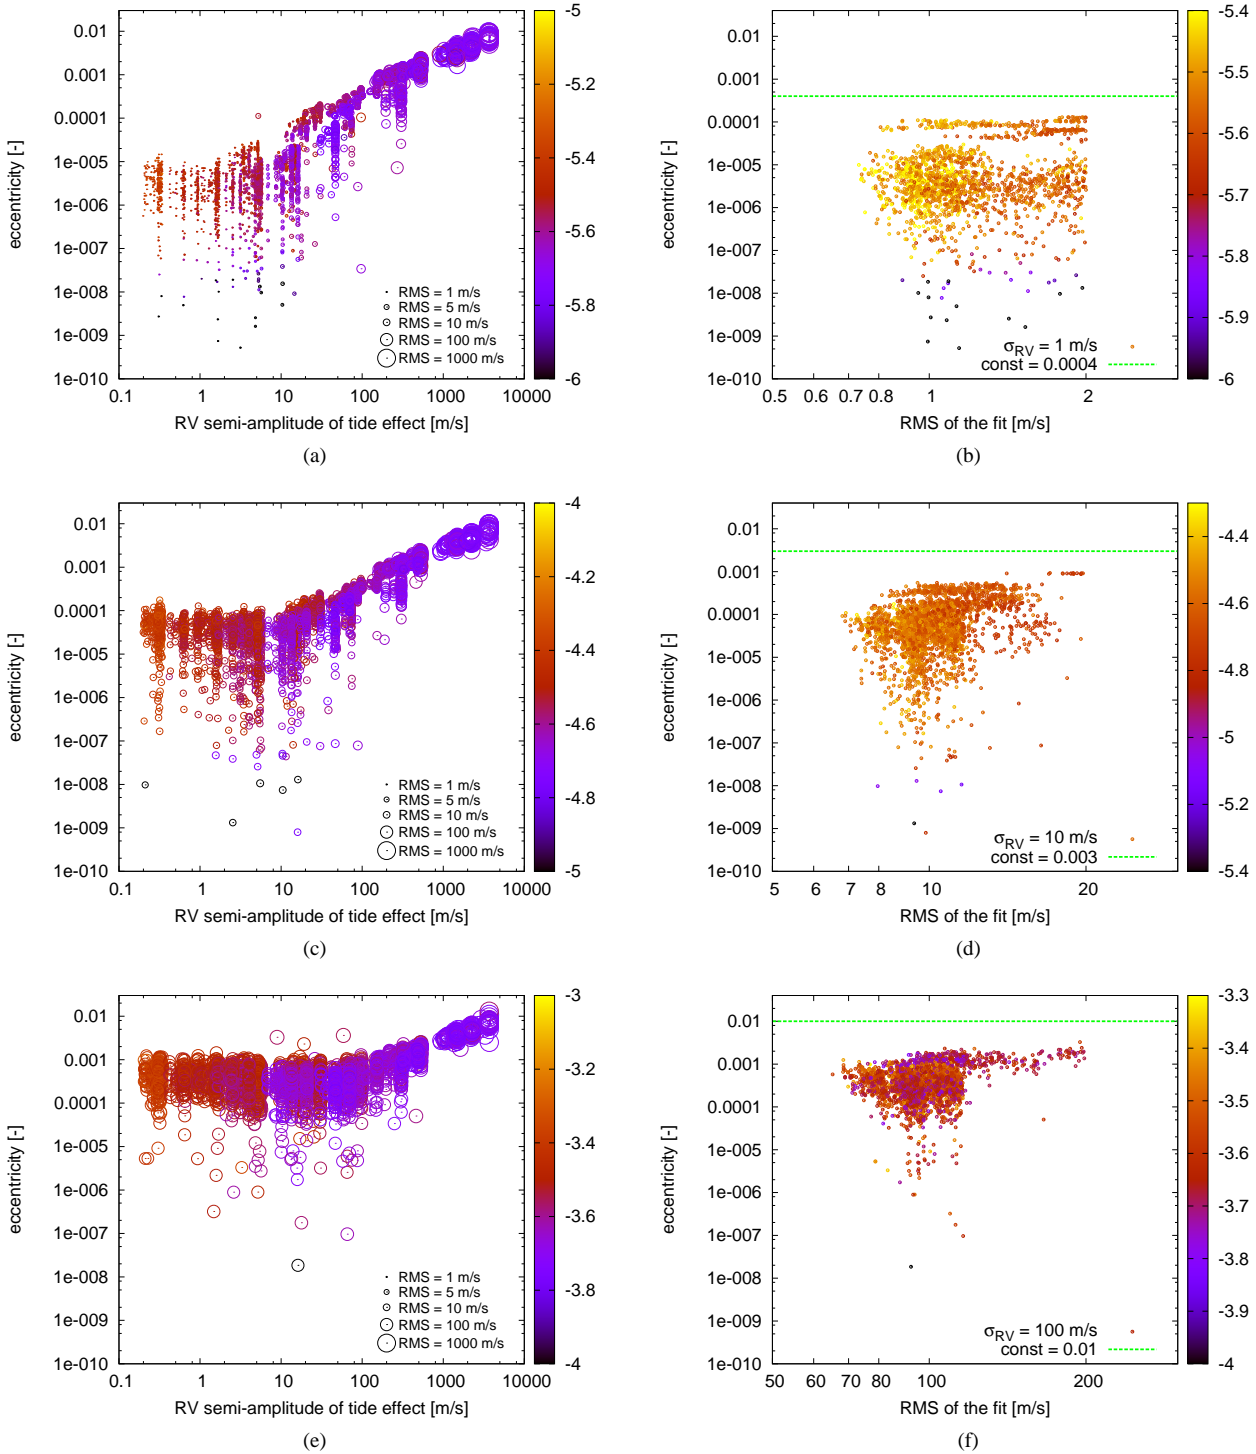 0.01
0.001
0.0001
1e-005
1e-006
1e-007
1e-008
1e-009
1e-010
eccentricity [-]
RMS = 1 m/s
RMS = 5 m/s
RMS = 10 m/s
RMS = 100 m/s
RMS = 1000 m/s
0.1 1 10 100 1000 10000
RV semi-amplitude of tide effect [m/s]
-5
-5.2
-5.4
-5.6
-5.8
-6
(a)
0.01
0.001
0.0001
1e-005
1e-006
1e-007
1e-008
1e-009
1e-010
eccentricity [-]
σRV = 1 m/s
const = 0.0004
0.5 0.6 0.7 0.8 1 2
RMS of the fit [m/s]
-5.4
-5.5
-5.6
-5.7
-5.8
-5.9
-6
(b)
0.01
0.001
0.0001
1e-005
1e-006
1e-007
1e-008
1e-009
1e-010
eccentricity [-]
RMS = 1 m/s
RMS = 5 m/s
RMS = 10 m/s
RMS = 100 m/s
RMS = 1000 m/s
0.1 1 10 100 1000 10000
RV semi-amplitude of tide effect [m/s]
-4
-4.2
-4.4
-4.6
-4.8
-5
(c)
0.01
0.001
0.0001
1e-005
1e-006
1e-007
1e-008
1e-009
1e-010
eccentricity [-]
σRV = 10 m/s
const = 0.003
5 6 7 8 10 20
RMS of the fit [m/s]
-4.4
-4.6
-4.8
-5
-5.2
-5.4
(d)
0.01
0.001
0.0001
1e-005
1e-006
1e-007
1e-008
1e-009
1e-010
eccentricity [-]
RMS = 1 m/s
RMS = 5 m/s
RMS = 10 m/s
RMS = 100 m/s
RMS = 1000 m/s
0.1 1 10 100 1000 10000
RV semi-amplitude of tide effect [m/s]
-3
-3.2
-3.4
-3.6
-3.8
-4
(e)
0.01
0.001
0.0001
1e-005
1e-006
1e-007
1e-008
1e-009
1e-010
eccentricity [-]
σRV = 100 m/s
const = 0.01
50 60 70 80 100 200
RMS of the fit [m/s]
-3.3
-3.4
-3.5
-3.6
-3.7
-3.8
-3.9
-4
(f)